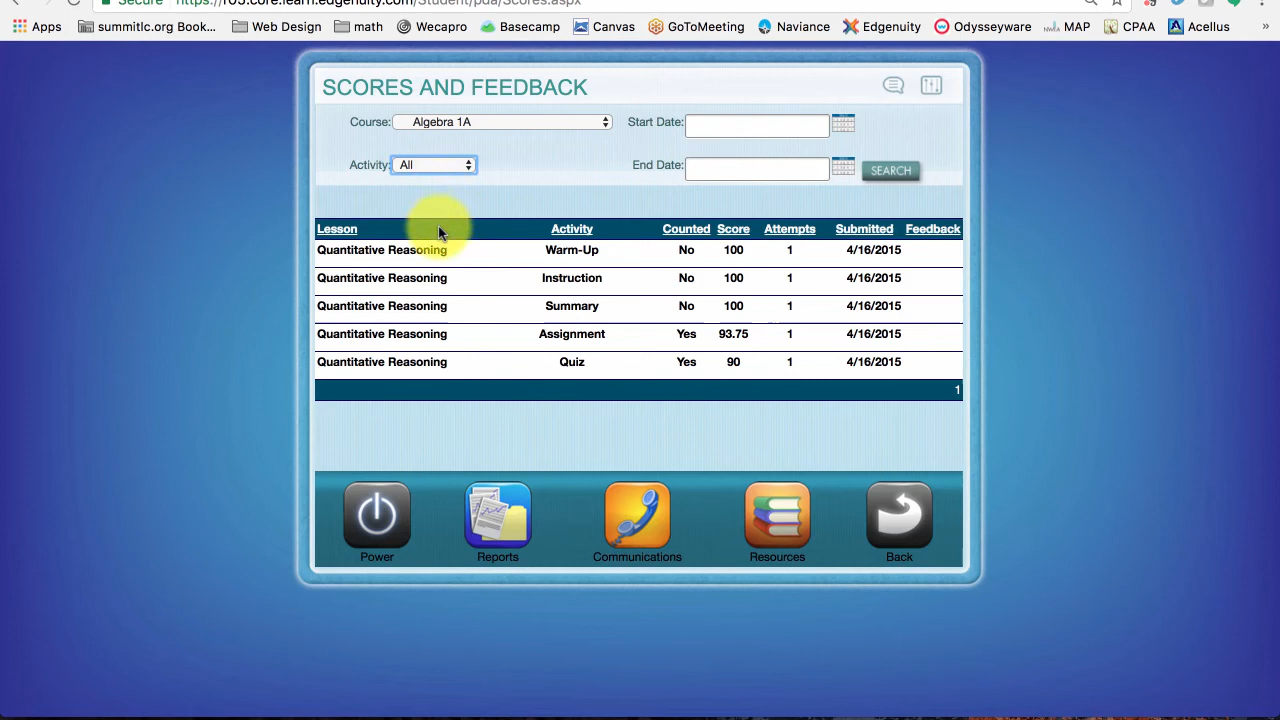 Secure https://r05.core.learn.edgenuity.com/Student/pda/Scores.aspx
Apps summitlc.org Book... Web Design math Wecapro Basecamp Canvas GoToMeeting Naviance Edgenuity Odysseyware NWEA MAP CPAA Acellus »
SCORES AND FEEDBACK
Course: Algebra 1A Start Date:
Activity: All End Date: SEARCH
Lesson Activity Counted Score Attempts Submitted Feedback
Quantitative Reasoning Warm-Up No 100 1 4/16/2015
Quantitative Reasoning Instruction No 100 1 4/16/2015
Quantitative Reasoning Summary No 100 1 4/16/2015
Quantitative Reasoning Assignment Yes 93.75 1 4/16/2015
Quantitative Reasoning Quiz Yes 90 1 4/16/2015
1
Power Reports Communications Resources Back